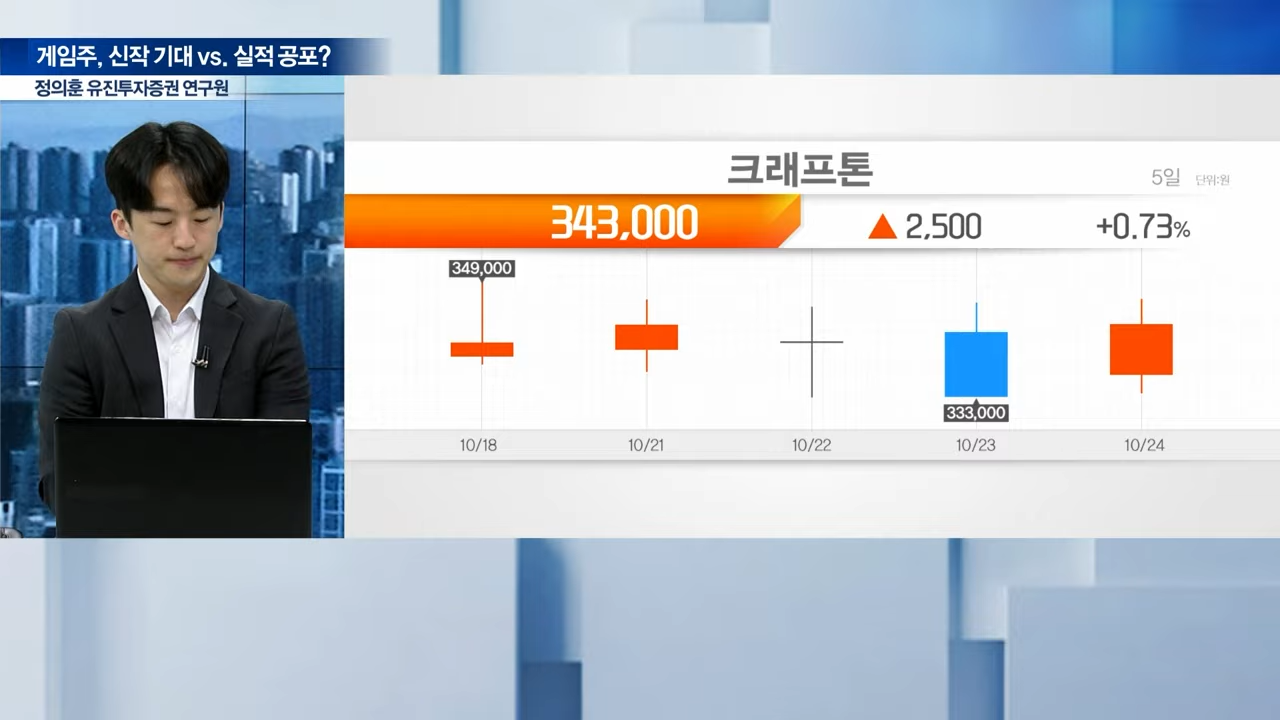 게임주, 신작 기대 vs. 실적 공포?
정의훈 유진투자증권 연구원
크래프톤
5일 단위:원
343,000 ▲ 2,500 +0.73%
349,000
333,000
10/18 10/21 10/22 10/23 10/24